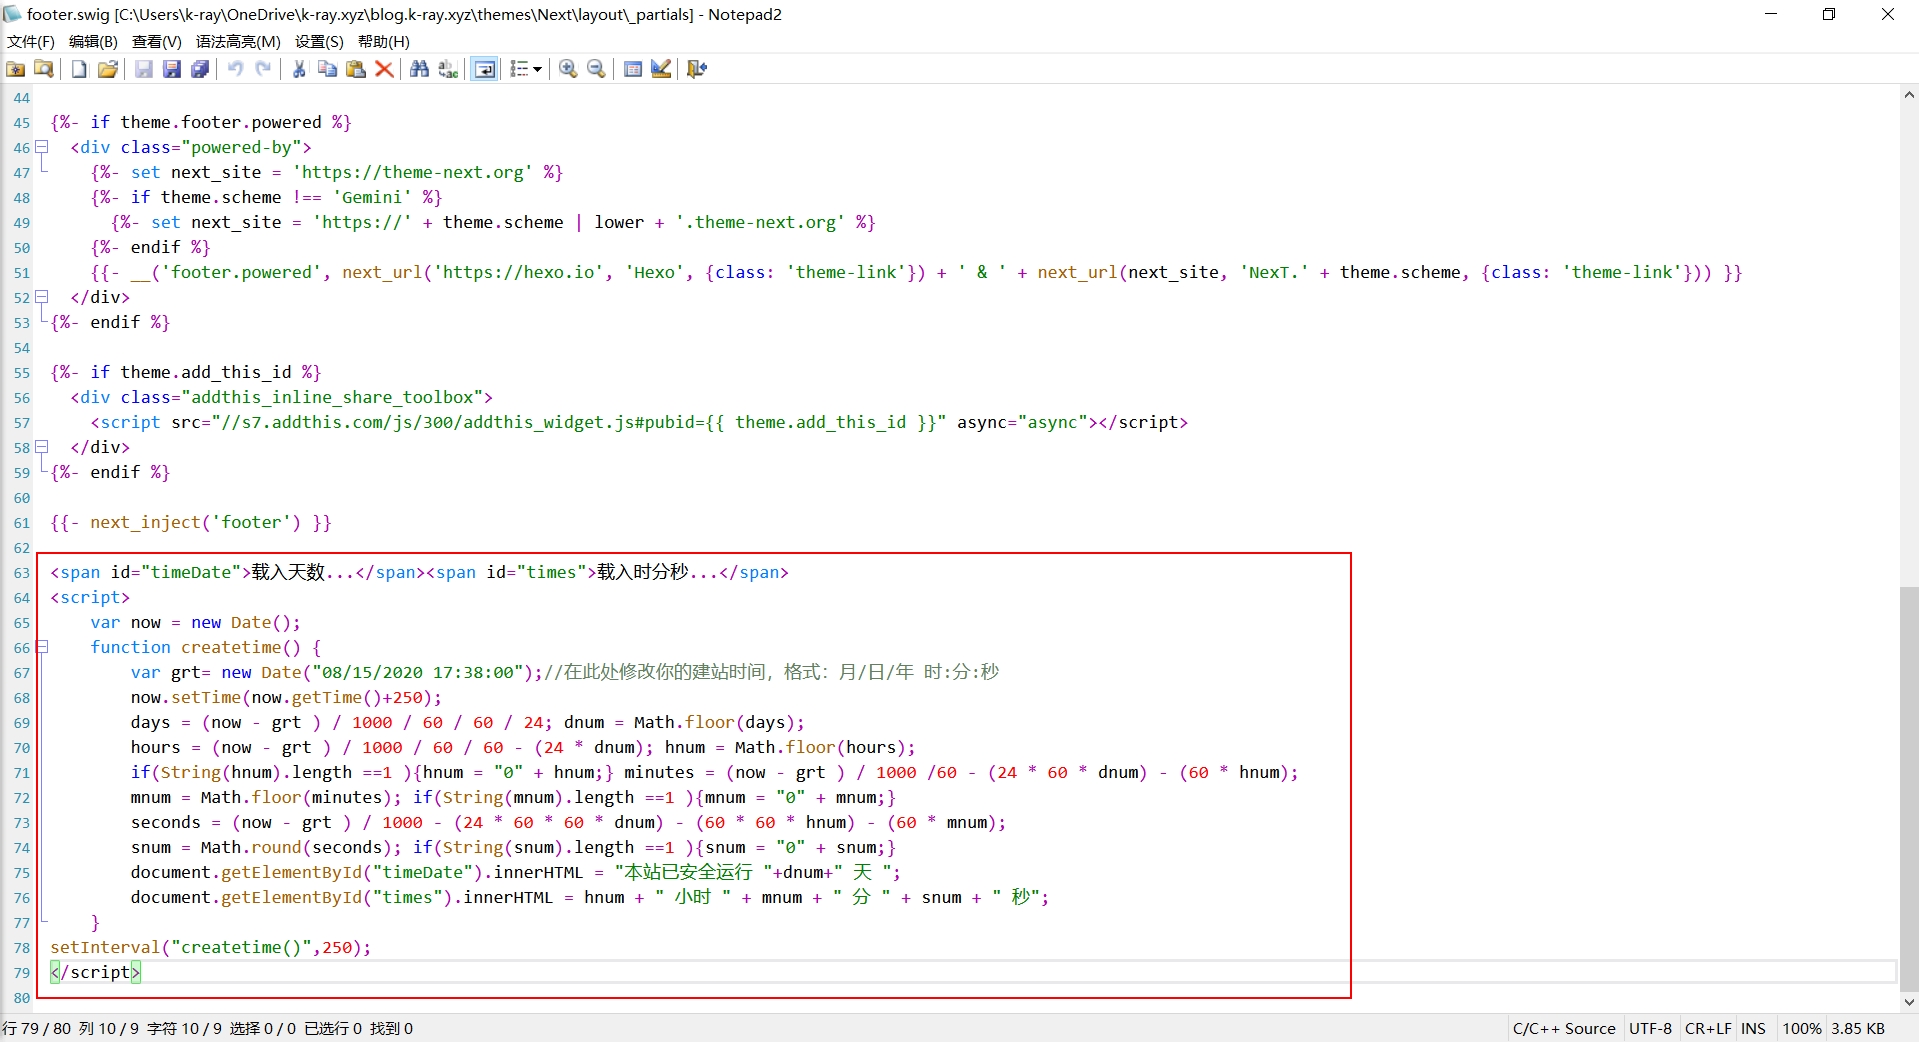 footer.swig [C:\Users\k-ray\OneDrive\k-ray.xyz\blog.k-ray.xyz\themes\Next\layout\_partials] - Notepad2
文件(F) 编辑(B) 查看(V) 语法高亮(M) 设置(S) 帮助(H)
44
45 {%- if theme.footer.powered %}
46 <div class="powered-by">
47 {%- set next_site = 'https://theme-next.org' %}
48 {%- if theme.scheme !== 'Gemini' %}
49 {%- set next_site = 'https://' + theme.scheme | lower + '.theme-next.org' %}
50 {%- endif %}
51 {{- __('footer.powered', next_url('https://hexo.io', 'Hexo', {class: 'theme-link'}) + ' & ' + next_url(next_site, 'NexT.' + theme.scheme, {class: 'theme-link'})) }}
52 </div>
53 {%- endif %}
54
55 {%- if theme.add_this_id %}
56 <div class="addthis_inline_share_toolbox">
57 <script src="//s7.addthis.com/js/300/addthis_widget.js#pubid={{ theme.add_this_id }}" async="async"></script>
58 </div>
59 {%- endif %}
60
61 {{- next_inject('footer') }}
62
63 <span id="timeDate">载入天数...</span><span id="times">载入时分秒...</span>
64 <script>
65 var now = new Date();
66 function createtime() {
67 var grt= new Date("08/15/2020 17:38:00");//在此处修改你的建站时间，格式：月/日/年 时:分:秒
68 now.setTime(now.getTime()+250);
69 days = (now - grt ) / 1000 / 60 / 60 / 24; dnum = Math.floor(days);
70 hours = (now - grt ) / 1000 / 60 / 60 - (24 * dnum); hnum = Math.floor(hours);
71 if(String(hnum).length ==1 ){hnum = "0" + hnum;} minutes = (now - grt ) / 1000 /60 - (24 * 60 * dnum) - (60 * hnum);
72 mnum = Math.floor(minutes); if(String(mnum).length ==1 ){mnum = "0" + mnum;}
73 seconds = (now - grt ) / 1000 - (24 * 60 * 60 * dnum) - (60 * 60 * hnum) - (60 * mnum);
74 snum = Math.round(seconds); if(String(snum).length ==1 ){snum = "0" + snum;}
75 document.getElementById("timeDate").innerHTML = "本站已安全运行 "+dnum+" 天 ";
76 document.getElementById("times").innerHTML = hnum + " 小时 " + mnum + " 分 " + snum + " 秒";
77 }
78 setInterval("createtime()",250);
79 </script>
80
行 79 / 80 列 10 / 9 字符 10 / 9 选择 0 / 0 已选行 0 找到 0 C/C++ Source UTF-8 CR+LF INS 100% 3.85 KB